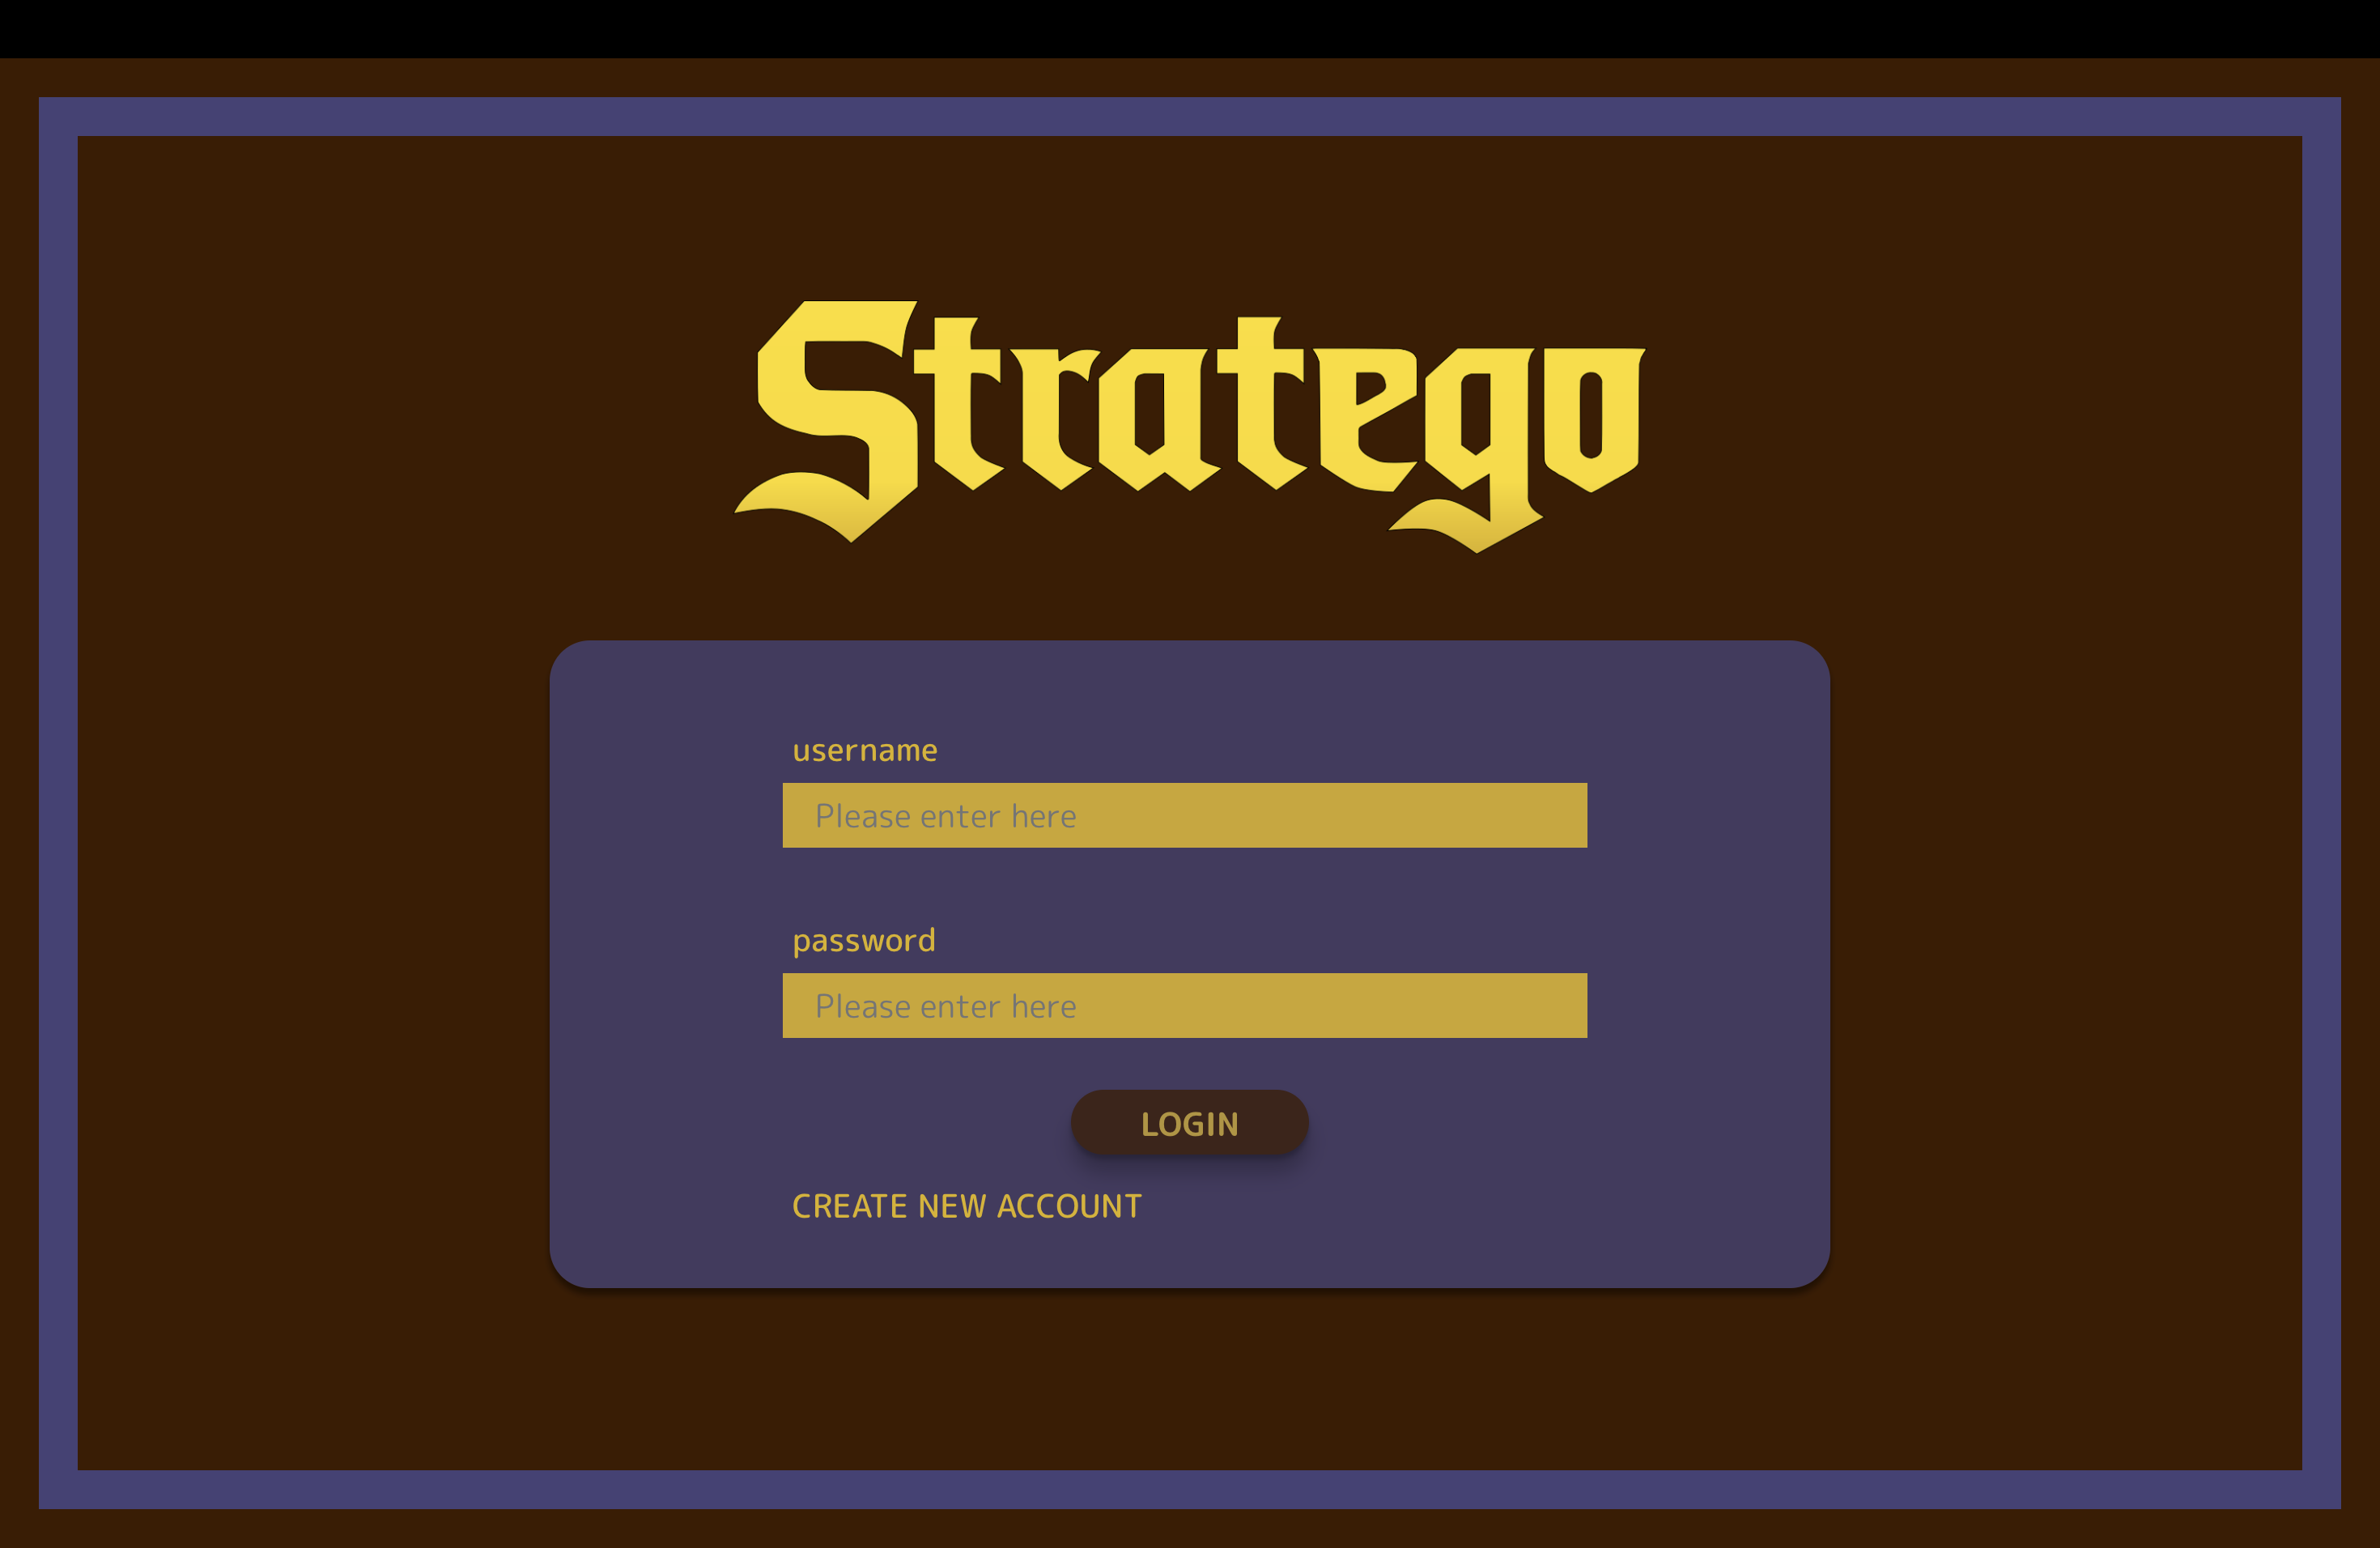 Stratego
username
Please enter here
password
Please enter here
LOGIN
CREATE NEW ACCOUNT